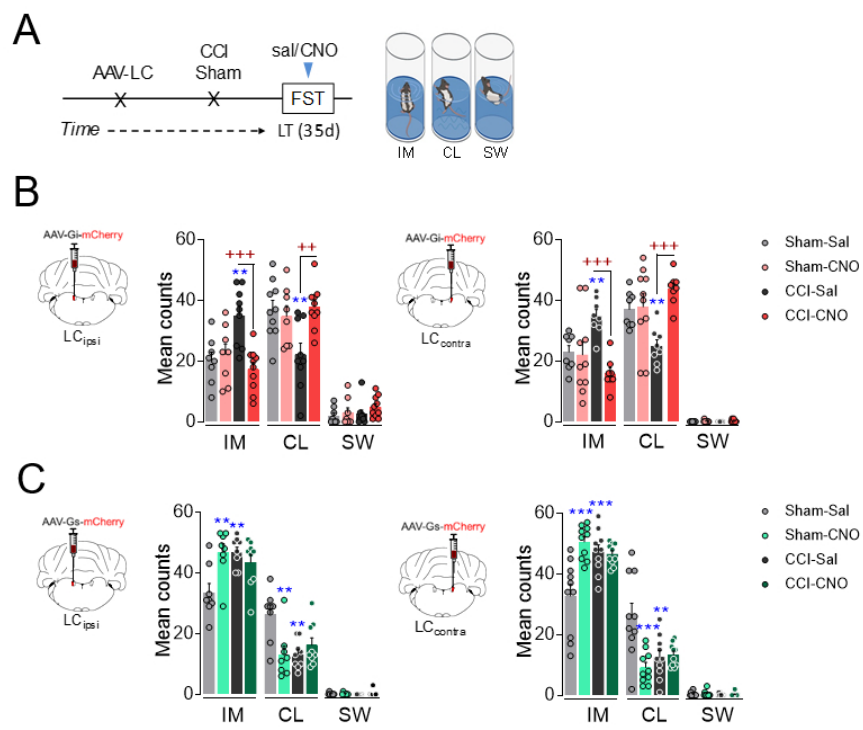 A
AAV-LC
CCI
Sham
sal/CNO
FST
Time
LT (35d)
IM
CL
SW
B
AAV-Gi-mCherry
LCipsi
Mean counts
60
40
20
0
+++
**
++
**
IM
CL
SW
AAV-Gi-mCherry
LCcontra
Mean counts
60
40
20
0
+++
**
+++
**
IM
CL
SW
Sham-Sal
Sham-CNO
CCI-Sal
CCI-CNO
C
AAV-Gs-mCherry
LCipsi
Mean counts
60
40
20
0
**
**
**
**
IM
CL
SW
AAV-Gs-mCherry
LCcontra
Mean counts
60
40
20
0
***
***
***
**
IM
CL
SW
Sham-Sal
Sham-CNO
CCI-Sal
CCI-CNO